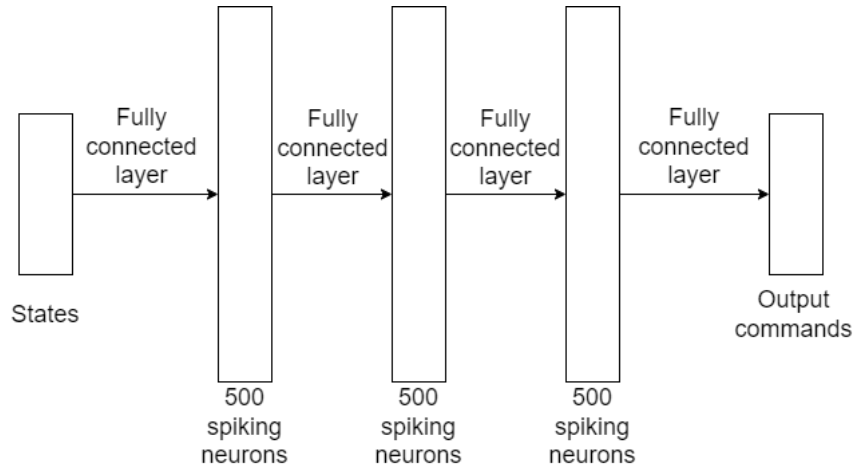 Fully
connected
layer
Fully
connected
layer
Fully
connected
layer
Fully
connected
layer
States
Output
commands
500
spiking
neurons
500
spiking
neurons
500
spiking
neurons